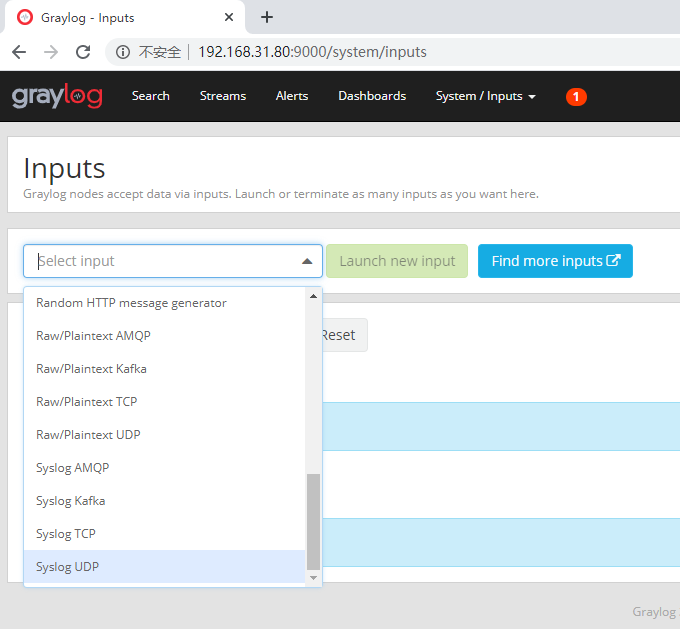 Graylog - Inputs
不安全 192.168.31.80:9000/system/inputs
graylog Search Streams Alerts Dashboards System / Inputs 1
Inputs
Graylog nodes accept data via inputs. Launch or terminate as many inputs as you want here.
Select input Launch new input Find more inputs
Random HTTP message generator
Raw/Plaintext AMQP
Reset
Raw/Plaintext Kafka
Raw/Plaintext TCP
Raw/Plaintext UDP
Syslog AMQP
Syslog Kafka
Syslog TCP
Syslog UDP
Graylog